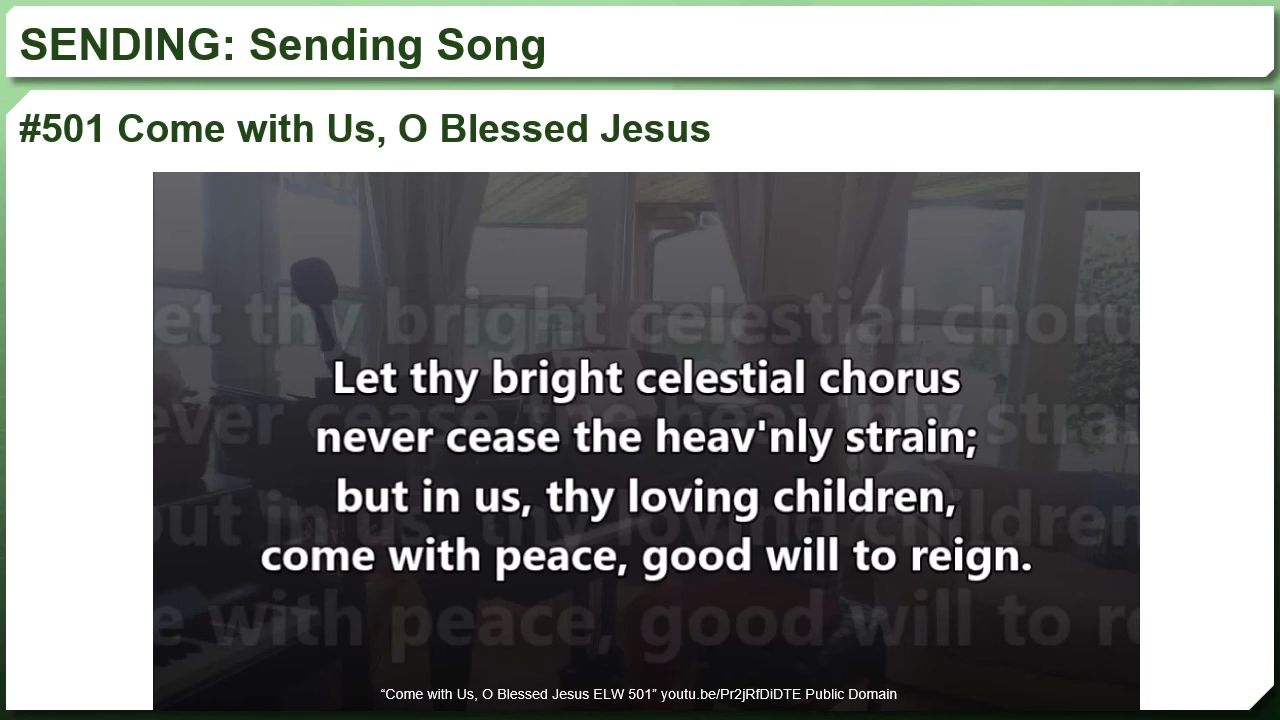 SENDING: Sending Song
#501 Come with Us, O Blessed Jesus
Let thy bright celestial chorus
never cease the heav'nly strain;
but in us, thy loving children,
come with peace, good will to reign.
“Come with Us, O Blessed Jesus ELW 501” youtu.be/Pr2jRfDiDTE Public Domain